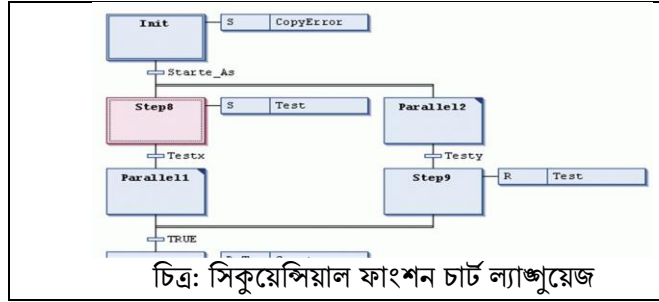 Init S CopyError
Starte_As
Step8 S Test Parallel2
Testx Testy
Parallel1 Step9 R Test
TRUE
চিত্র: সিকুয়েন্সিয়াল ফাংশন চার্ট ল্যাঙ্গুয়েজ